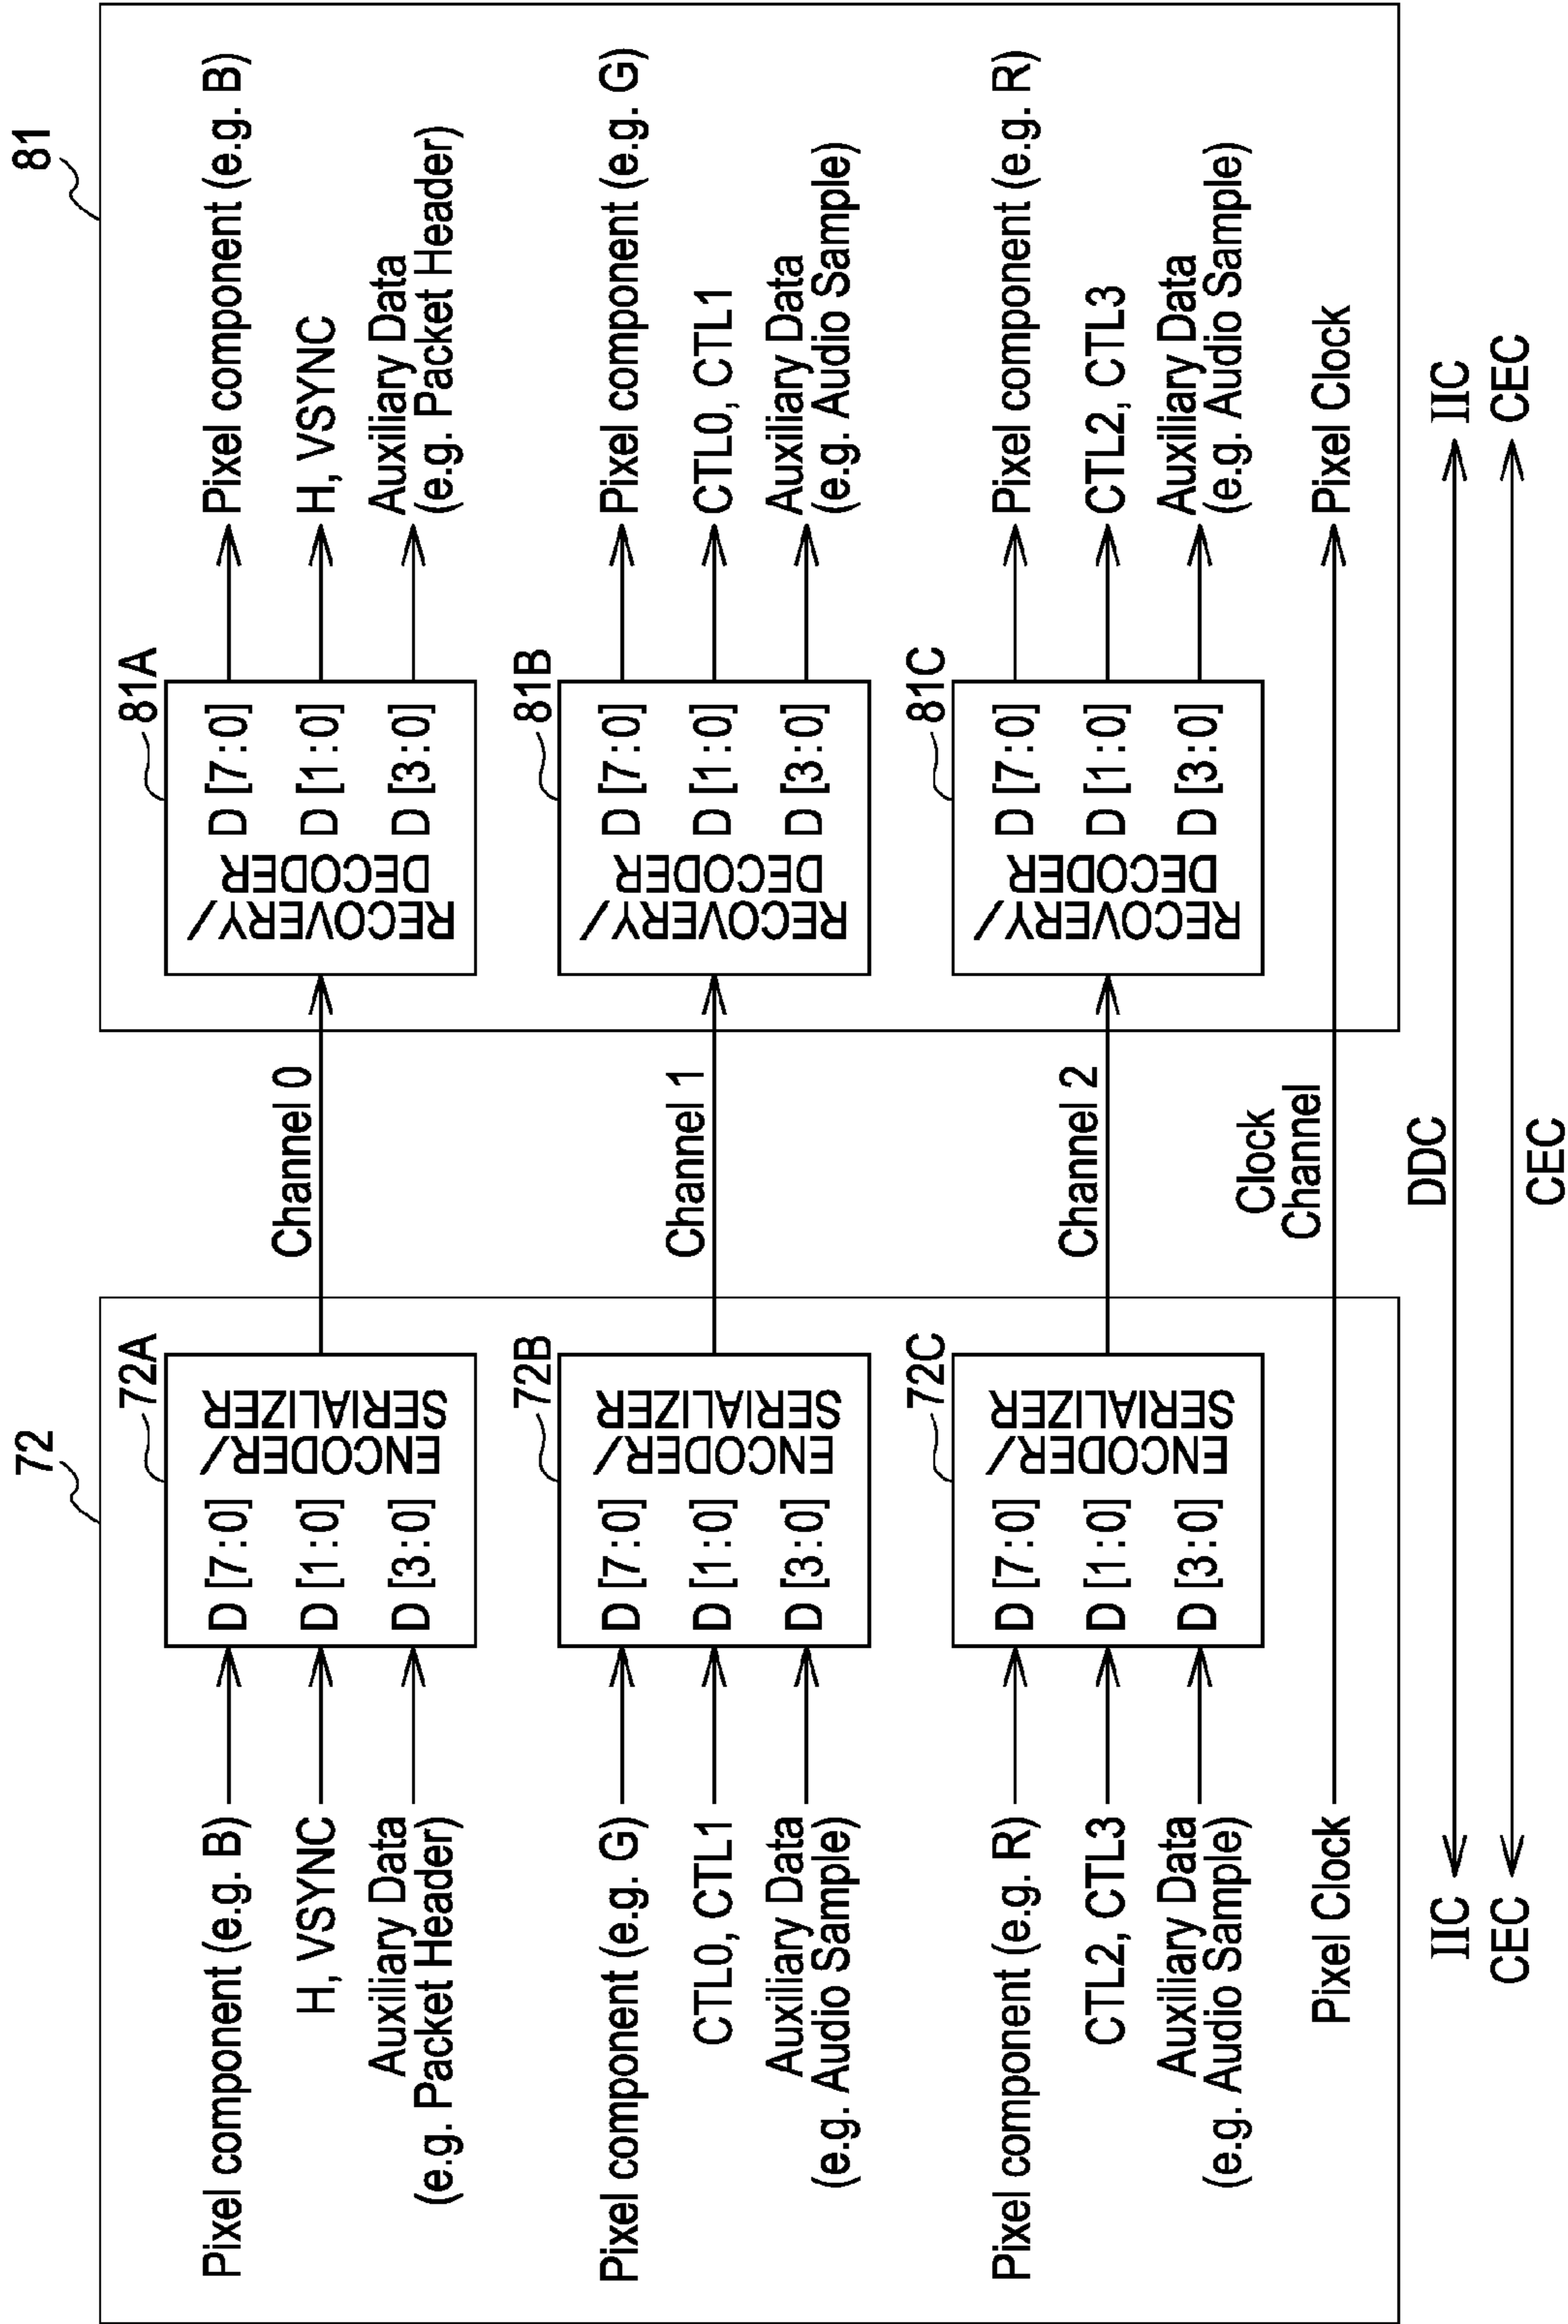 72
81
72A
81A
Pixel component (e.g. B)
H, VSYNC
Auxiliary Data
(e.g. Packet Header)
D [7:0]
D [1:0]
D [3:0]
ENCODER/
SERIALIZER
Channel 0
RECOVERY/
DECODER
D [7:0]
D [1:0]
D [3:0]
Pixel component (e.g. B)
H, VSYNC
Auxiliary Data
(e.g. Packet Header)
72B
81B
Pixel component (e.g. G)
CTL0, CTL1
Auxiliary Data
(e.g. Audio Sample)
D [7:0]
D [1:0]
D [3:0]
ENCODER/
SERIALIZER
Channel 1
RECOVERY/
DECODER
D [7:0]
D [1:0]
D [3:0]
Pixel component (e.g. G)
CTL0, CTL1
Auxiliary Data
(e.g. Audio Sample)
72C
81C
Pixel component (e.g. R)
CTL2, CTL3
Auxiliary Data
(e.g. Audio Sample)
D [7:0]
D [1:0]
D [3:0]
ENCODER/
SERIALIZER
Channel 2
RECOVERY/
DECODER
D [7:0]
D [1:0]
D [3:0]
Pixel component (e.g. R)
CTL2, CTL3
Auxiliary Data
(e.g. Audio Sample)
Pixel Clock
Clock
Channel
Pixel Clock
IIC
DDC
IIC
CEC
CEC
CEC